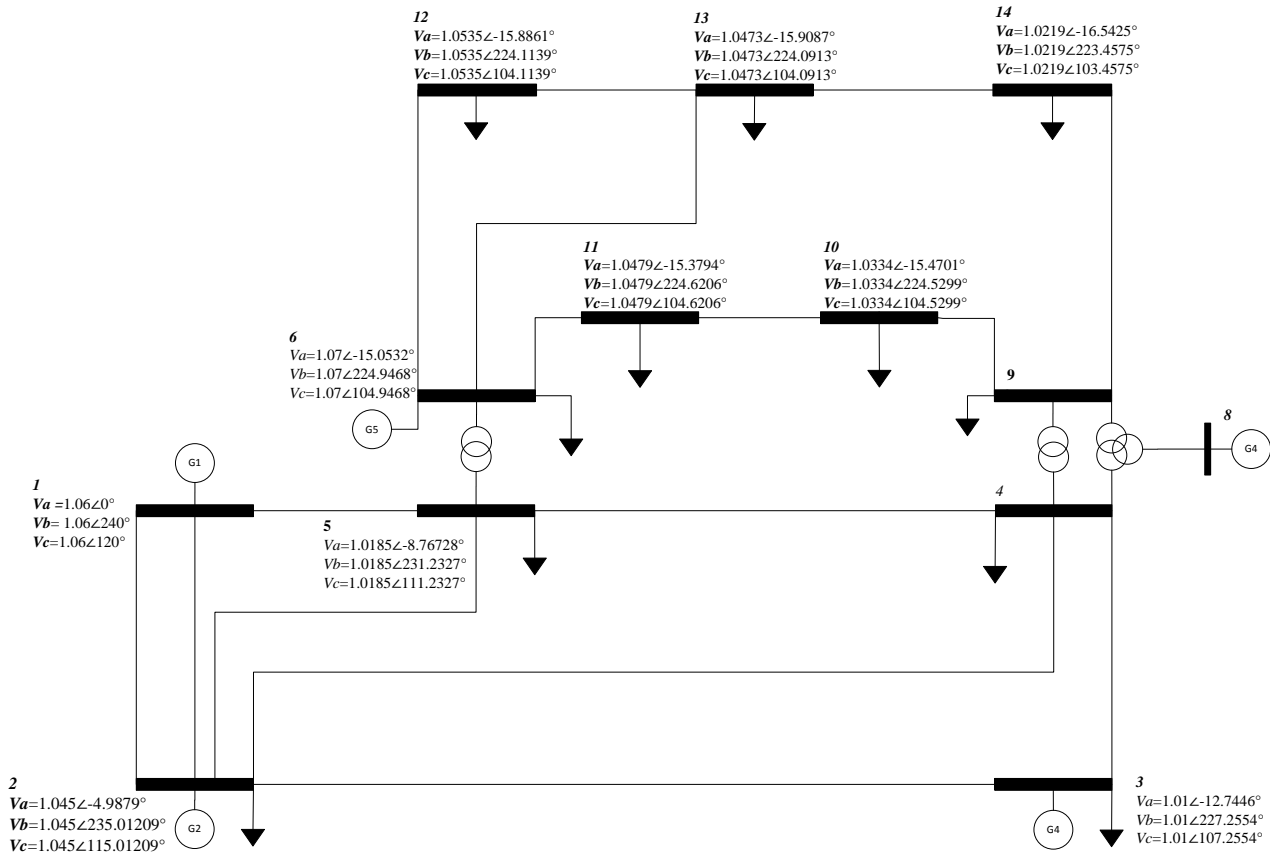 12
Va=1.0535∠-15.8861°
Vb=1.0535∠224.1139°
Vc=1.0535∠104.1139°
13
Va=1.0473∠-15.9087°
Vb=1.0473∠224.0913°
Vc=1.0473∠104.0913°
14
Va=1.0219∠-16.5425°
Vb=1.0219∠223.4575°
Vc=1.0219∠103.4575°
11
Va=1.0479∠-15.3794°
Vb=1.0479∠224.6206°
Vc=1.0479∠104.6206°
10
Va=1.0334∠-15.4701°
Vb=1.0334∠224.5299°
Vc=1.0334∠104.5299°
6
Va=1.07∠-15.0532°
Vb=1.07∠224.9468°
Vc=1.07∠104.9468°
9
8
G5
G4
G1
1
Va =1.06∠0°
Vb= 1.06∠240°
Vc=1.06∠120°
5
Va=1.0185∠-8.76728°
Vb=1.0185∠231.2327°
Vc=1.0185∠111.2327°
4
2
Va=1.045∠-4.9879°
Vb=1.045∠235.01209°
Vc=1.045∠115.01209°
G2
G4
3
Va=1.01∠-12.7446°
Vb=1.01∠227.2554°
Vc=1.01∠107.2554°